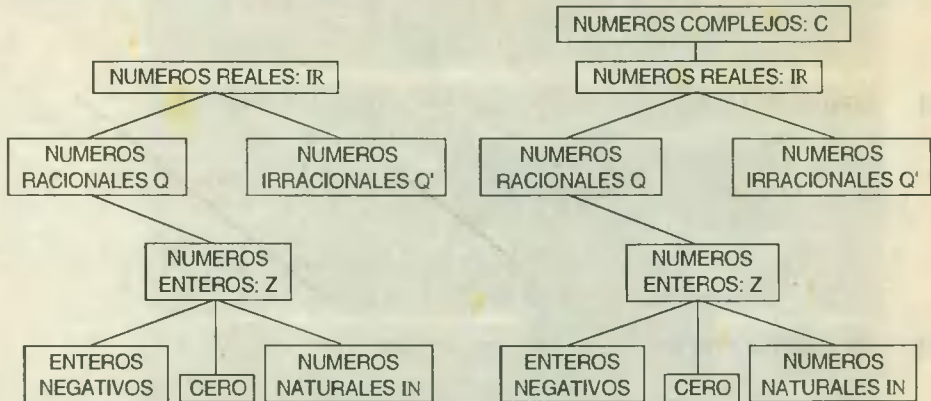 NUMEROS REALES: IR
NUMEROS
RACIONALES Q
NUMEROS
IRRACIONALES Q'
NUMEROS
ENTEROS: Z
ENTEROS
NEGATIVOS
CERO
NUMEROS
NATURALES IN
NUMEROS COMPLEJOS: C
NUMEROS REALES: IR
NUMEROS
RACIONALES Q
NUMEROS
IRRACIONALES Q'
NUMEROS
ENTEROS: Z
ENTEROS
NEGATIVOS
CERO
NUMEROS
NATURALES IN